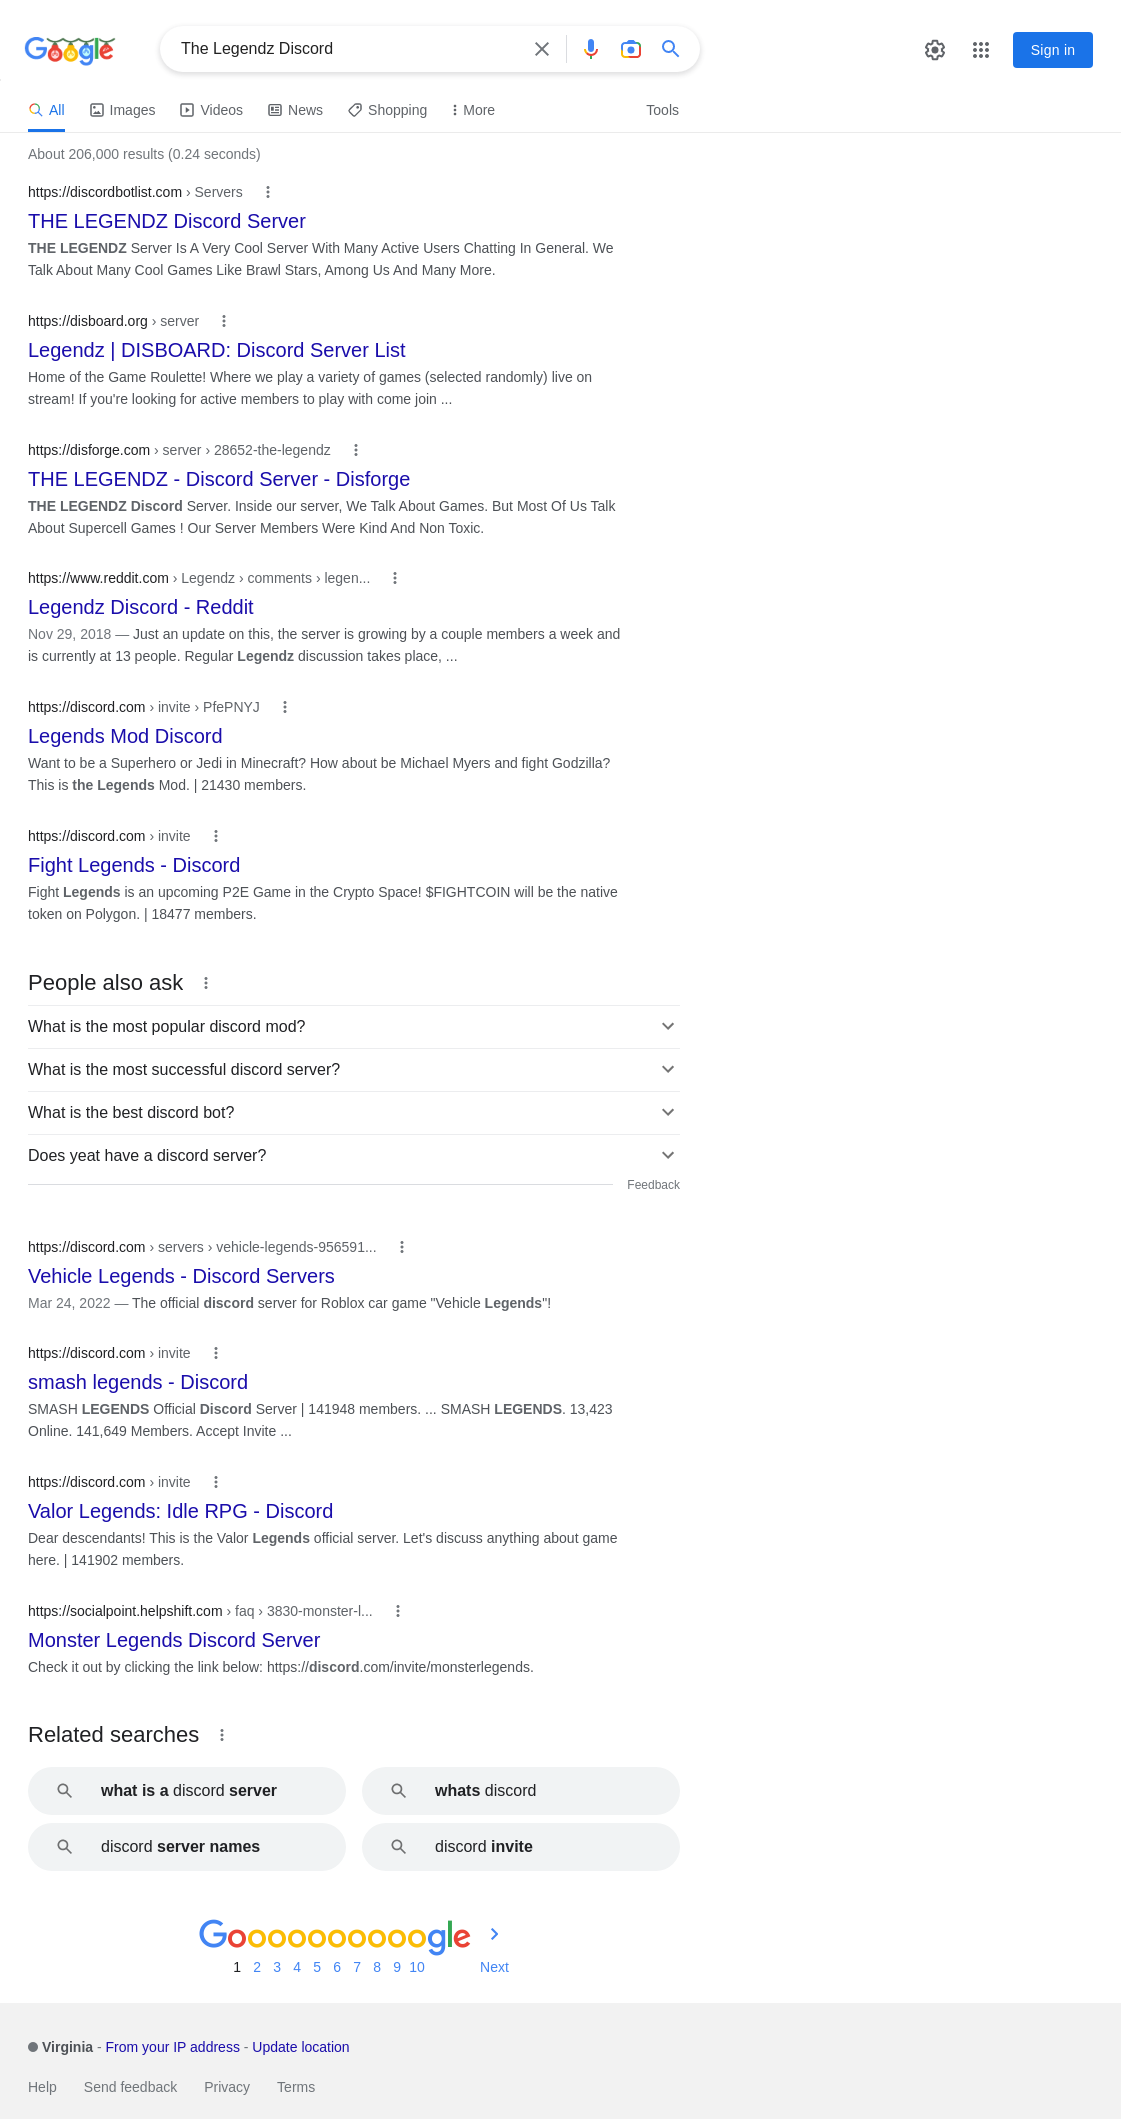 Google
The Legendz Discord
Sign in
All Images Videos News Shopping More Tools
About 206,000 results (0.24 seconds)
https://discordbotlist.com › Servers
THE LEGENDZ Discord Server
THE LEGENDZ Server Is A Very Cool Server With Many Active Users Chatting In General. We
Talk About Many Cool Games Like Brawl Stars, Among Us And Many More.
https://disboard.org › server
Legendz | DISBOARD: Discord Server List
Home of the Game Roulette! Where we play a variety of games (selected randomly) live on
stream! If you're looking for active members to play with come join ...
https://disforge.com › server › 28652-the-legendz
THE LEGENDZ - Discord Server - Disforge
THE LEGENDZ Discord Server. Inside our server, We Talk About Games. But Most Of Us Talk
About Supercell Games ! Our Server Members Were Kind And Non Toxic.
https://www.reddit.com › Legendz › comments › legen...
Legendz Discord - Reddit
Nov 29, 2018 — Just an update on this, the server is growing by a couple members a week and
is currently at 13 people. Regular Legendz discussion takes place, ...
https://discord.com › invite › PfePNYJ
Legends Mod Discord
Want to be a Superhero or Jedi in Minecraft? How about be Michael Myers and fight Godzilla?
This is the Legends Mod. | 21430 members.
https://discord.com › invite
Fight Legends - Discord
Fight Legends is an upcoming P2E Game in the Crypto Space! $FIGHTCOIN will be the native
token on Polygon. | 18477 members.
People also ask
What is the most popular discord mod?
What is the most successful discord server?
What is the best discord bot?
Does yeat have a discord server?
Feedback
https://discord.com › servers › vehicle-legends-956591...
Vehicle Legends - Discord Servers
Mar 24, 2022 — The official discord server for Roblox car game "Vehicle Legends"!
https://discord.com › invite
smash legends - Discord
SMASH LEGENDS Official Discord Server | 141948 members. ... SMASH LEGENDS. 13,423
Online. 141,649 Members. Accept Invite ...
https://discord.com › invite
Valor Legends: Idle RPG - Discord
Dear descendants! This is the Valor Legends official server. Let's discuss anything about game
here. | 141902 members.
https://socialpoint.helpshift.com › faq › 3830-monster-l...
Monster Legends Discord Server
Check it out by clicking the link below: https://discord.com/invite/monsterlegends.
Related searches
what is a discord server
whats discord
discord server names
discord invite
Goooooooooogle
1 2 3 4 5 6 7 8 9 10 Next
Virginia - From your IP address - Update location
Help Send feedback Privacy Terms